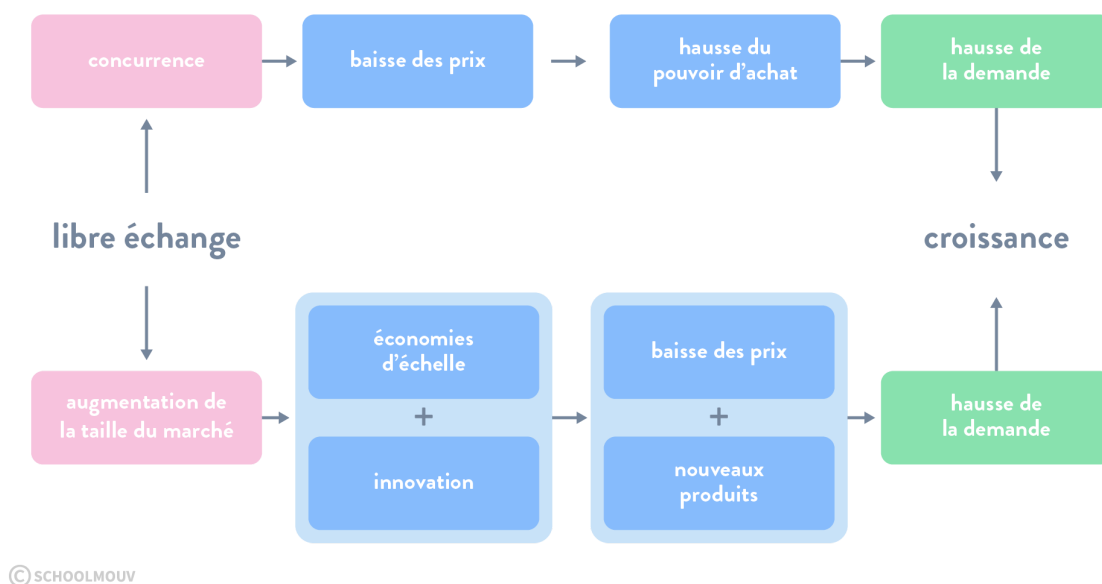 concurrence
baisse des prix
hausse du
pouvoir d’achat
hausse de
la demande
libre échange
croissance
augmentation de
la taille du marché
économies
d’échelle
+
innovation
baisse des prix
+
nouveaux
produits
hausse de
la demande
© SCHOOLMOUV